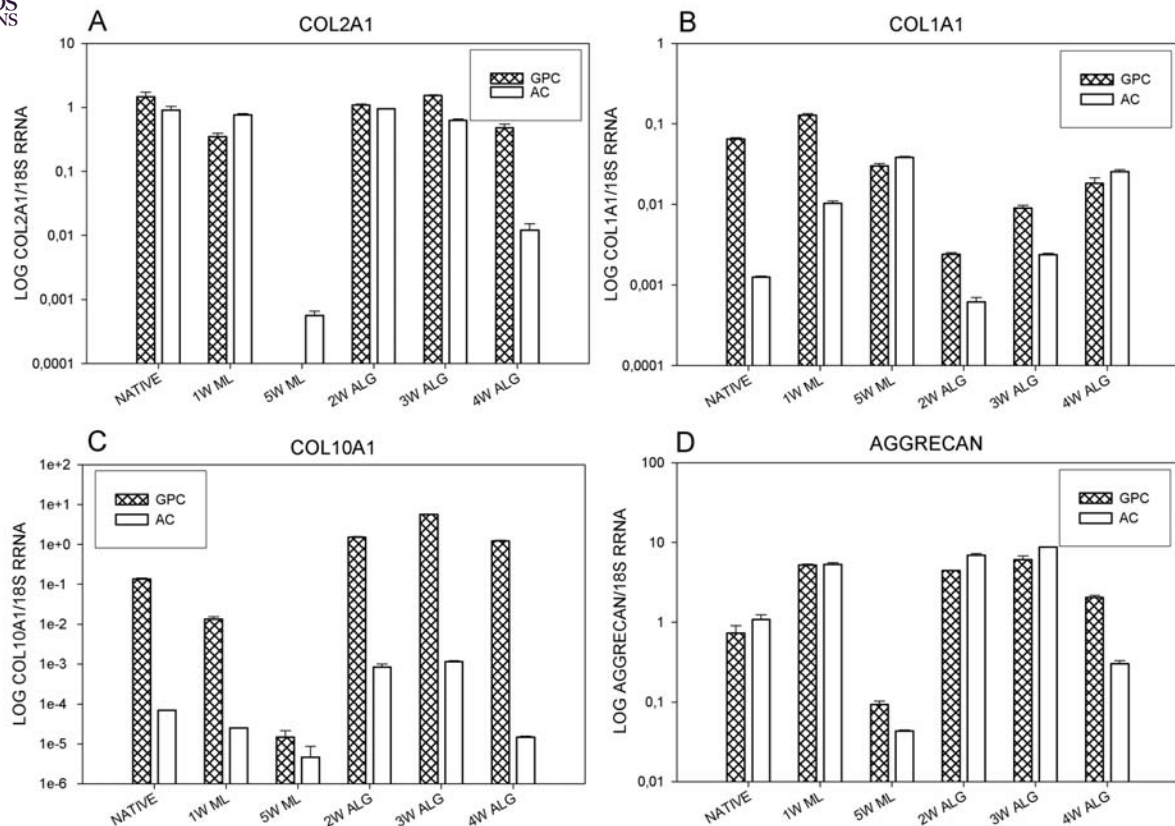 OS
NS
A
COL2A1
GPC
AC
LOG COL2A1/18S RRNA
10
1
0,1
0,01
0,001
0,0001
NATIVE
1W ML
5W ML
2W ALG
3W ALG
4W ALG
B
COL1A1
GPC
AC
LOG COL1A1/18S RRNA
1
0,1
0,01
0,001
0,0001
NATIVE
1W ML
5W ML
2W ALG
3W ALG
4W ALG
C
COL10A1
GPC
AC
LOG COL10A1/18S RRNA
1e+2
1e+1
1e+0
1e-1
1e-2
1e-3
1e-4
1e-5
1e-6
NATIVE
1W ML
5W ML
2W ALG
3W ALG
4W ALG
D
AGGRECAN
GPC
AC
LOG AGGRECAN/18S RRNA
100
10
1
0,1
0,01
NATIVE
1W ML
5W ML
2W ALG
3W ALG
4W ALG